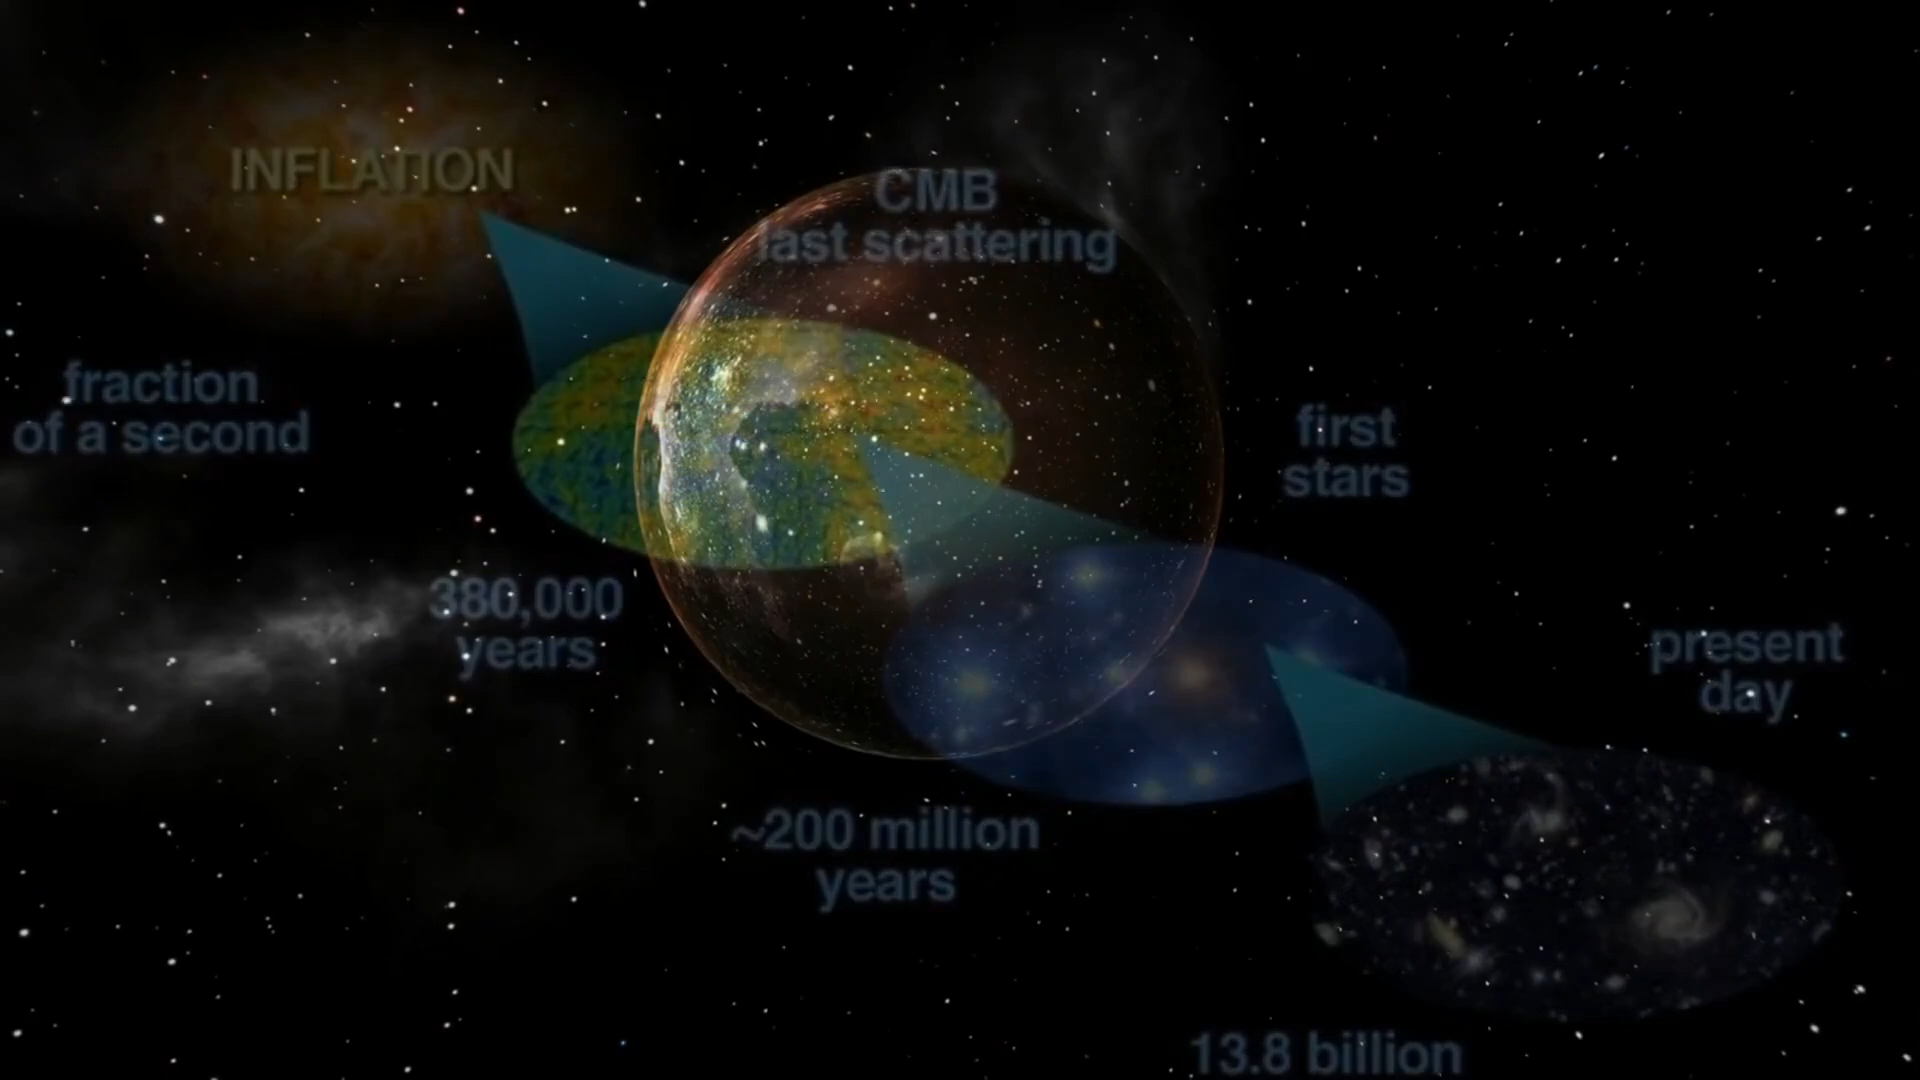 INFLATION
fraction
of a second
CMB
last scattering
380,000
years
first
stars
~200 million
years
present
day
13.8 billion